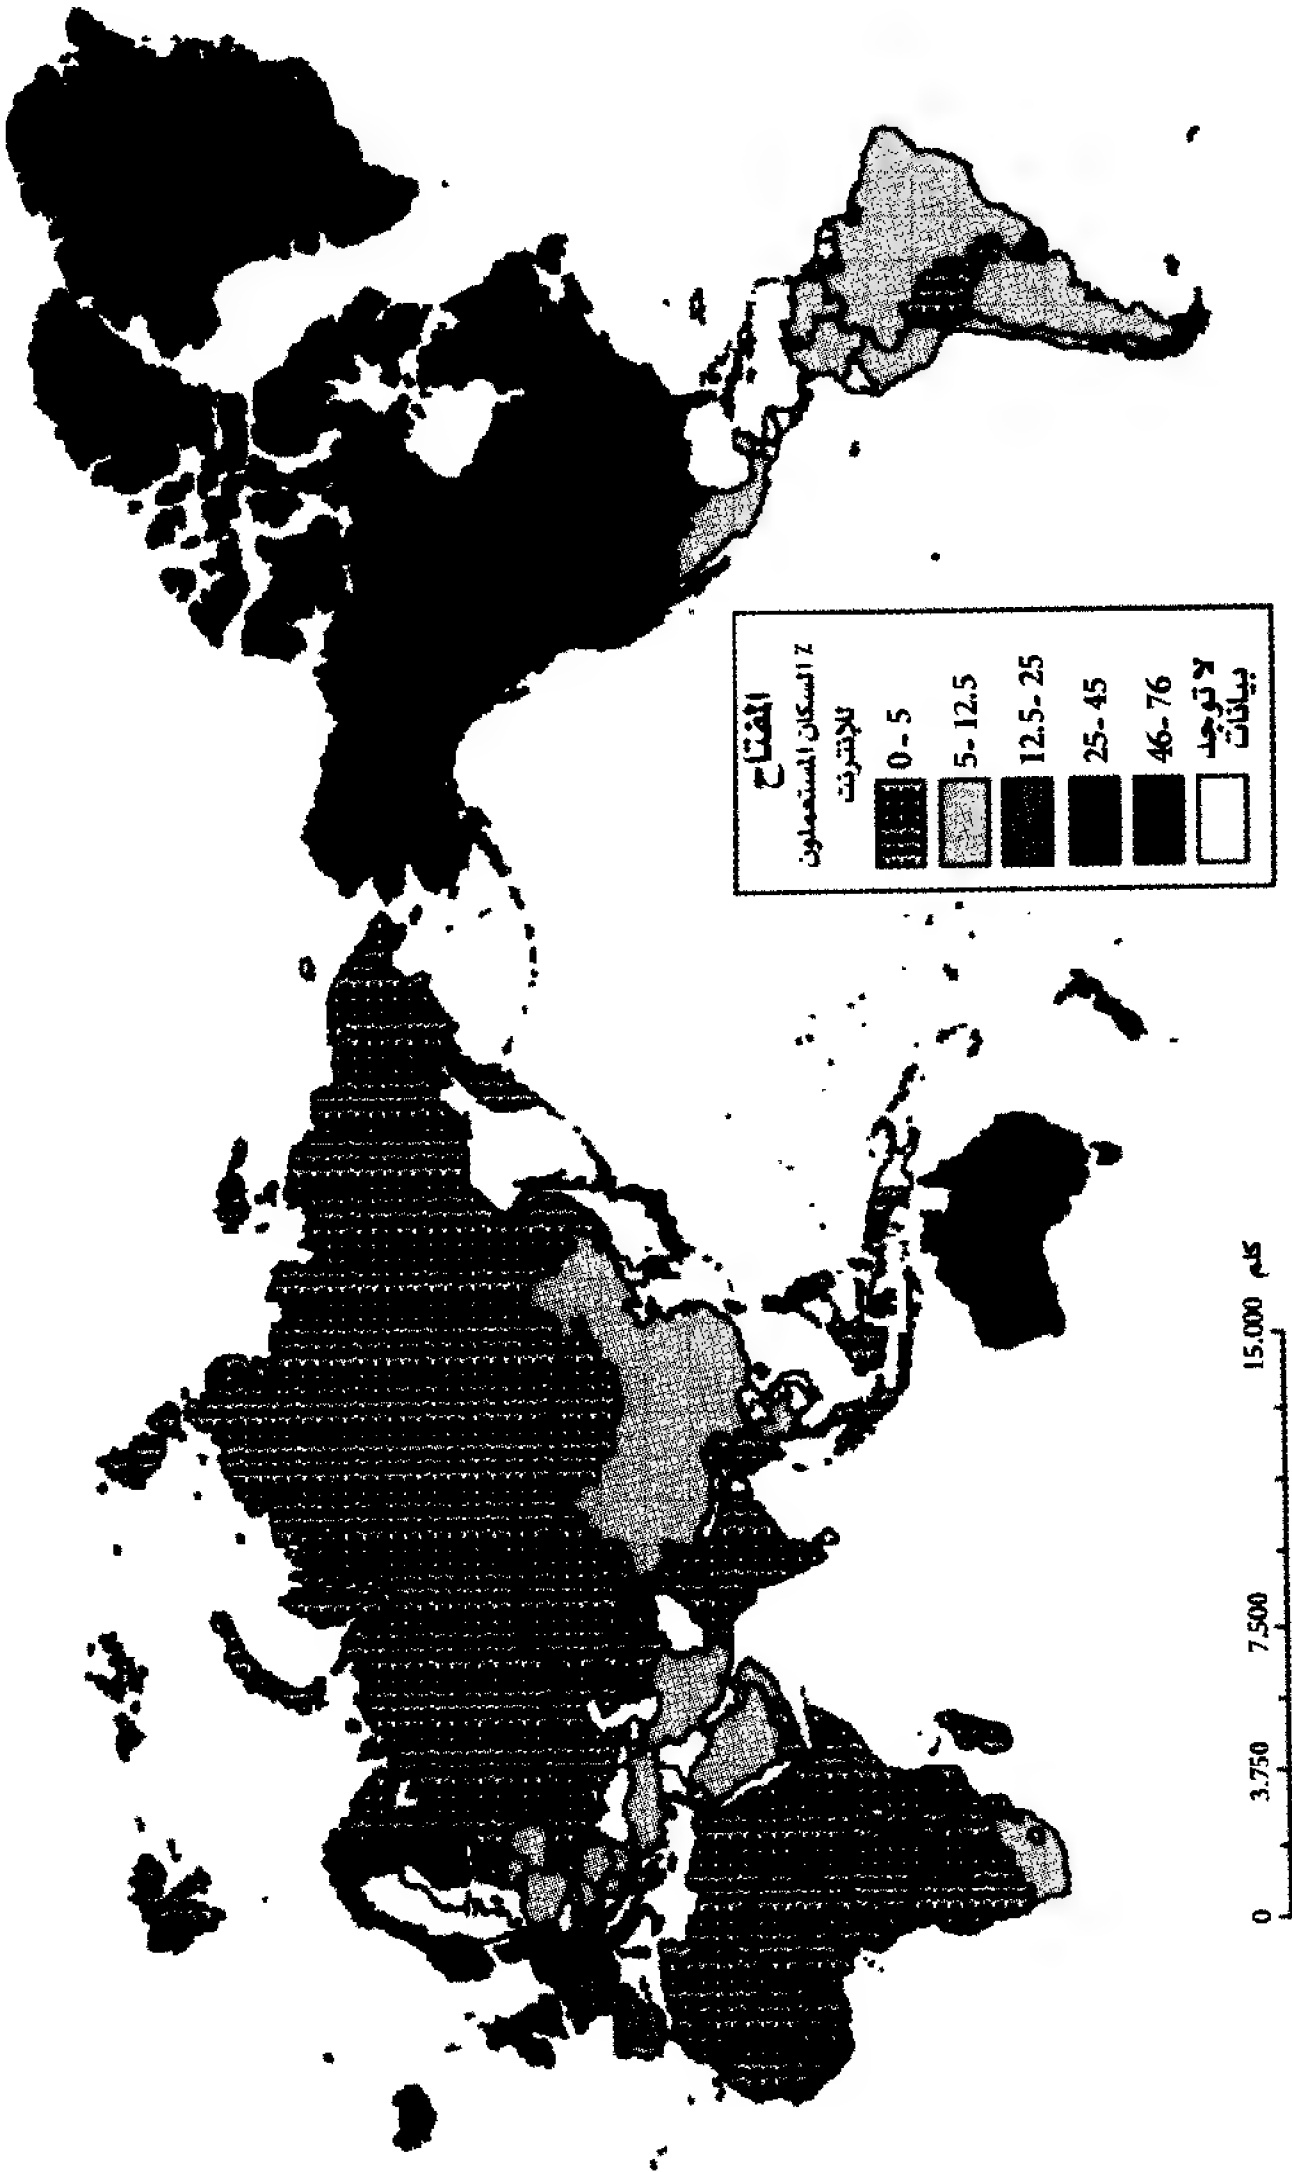 المفتاح
٪ السكان المستعملون
للإنترنت
0 - 5
5 - 12.5
12.5 - 25
25 - 45
46 - 76
لا توجد
بيانات
0 3.750 7.500 15.000 كلم